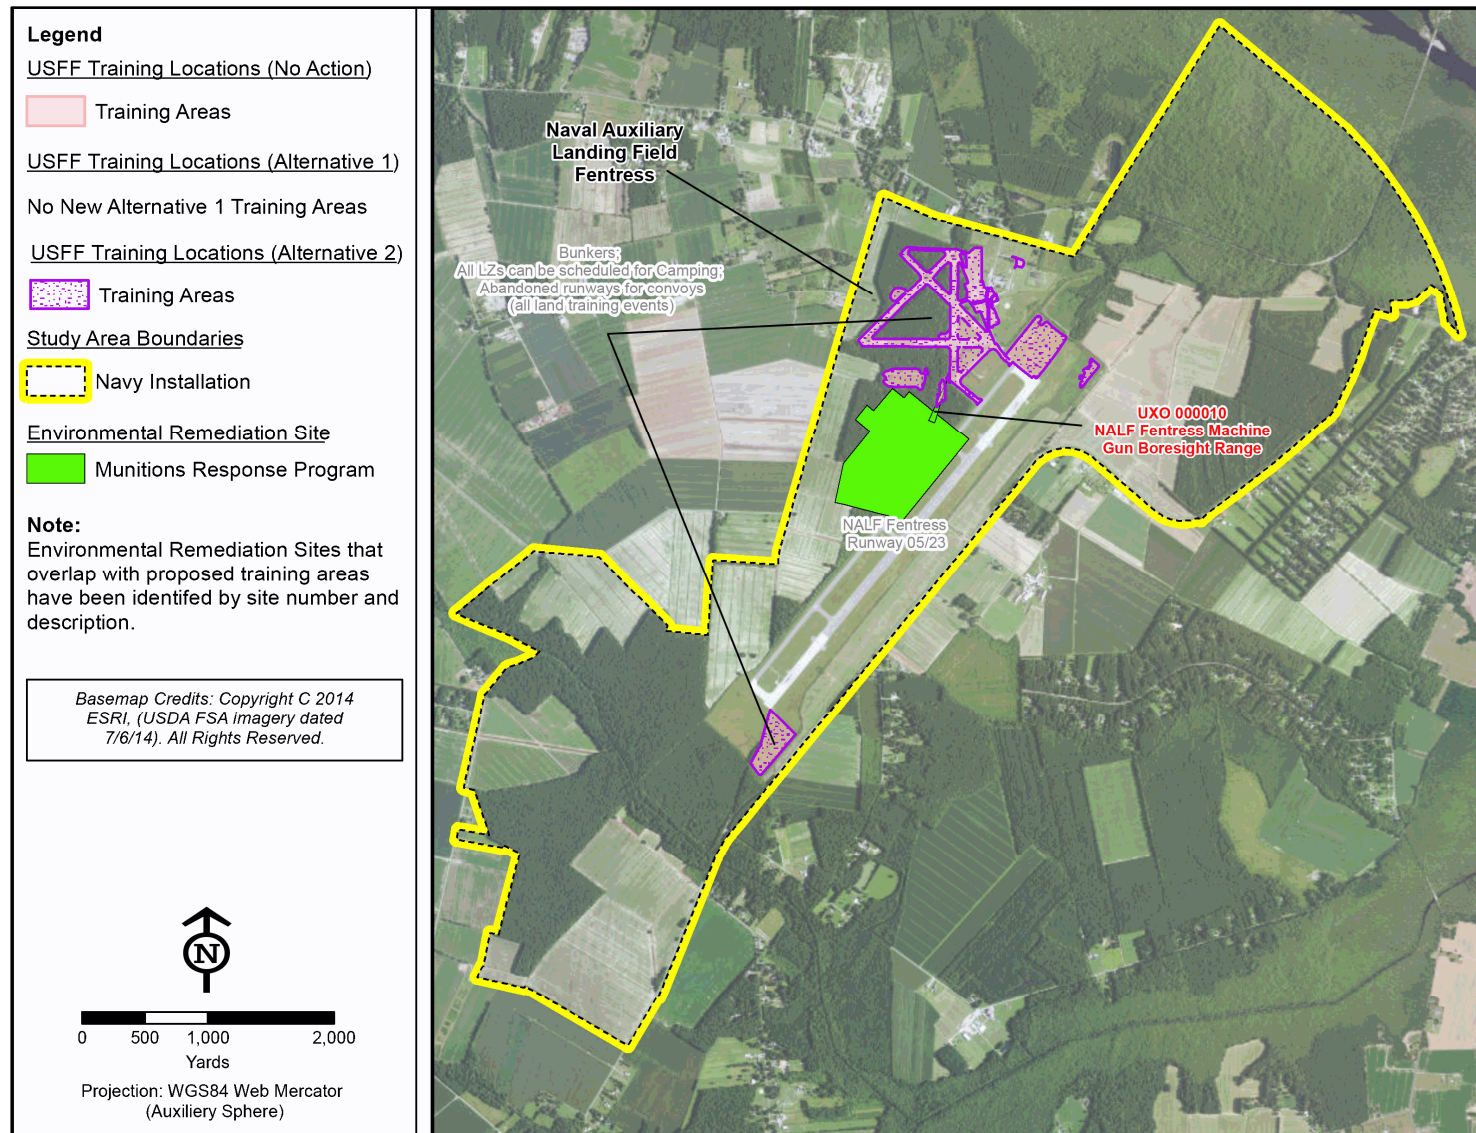 Legend
USFF Training Locations (No Action)
Training Areas
USFF Training Locations (Alternative 1)
No New Alternative 1 Training Areas
USFF Training Locations (Alternative 2)
Training Areas
Study Area Boundaries
Navy Installation
Environmental Remediation Site
Munitions Response Program
Note:
Environmental Remediation Sites that
overlap with proposed training areas
have been identifed by site number and
description.
Basemap Credits: Copyright C 2014
ESRI, (USDA FSA imagery dated
7/6/14). All Rights Reserved.
N
0 500 1,000 2,000
Yards
Projection: WGS84 Web Mercator
(Auxiliery Sphere)
Naval Auxiliary
Landing Field
Fentress
Bunkers;
All LZs can be scheduled for Camping;
Abandoned runways for convoys
(all land training events)
UXO 000010
NALF Fentress Machine
Gun Boresight Range
NALF Fentress
Runway 05/23